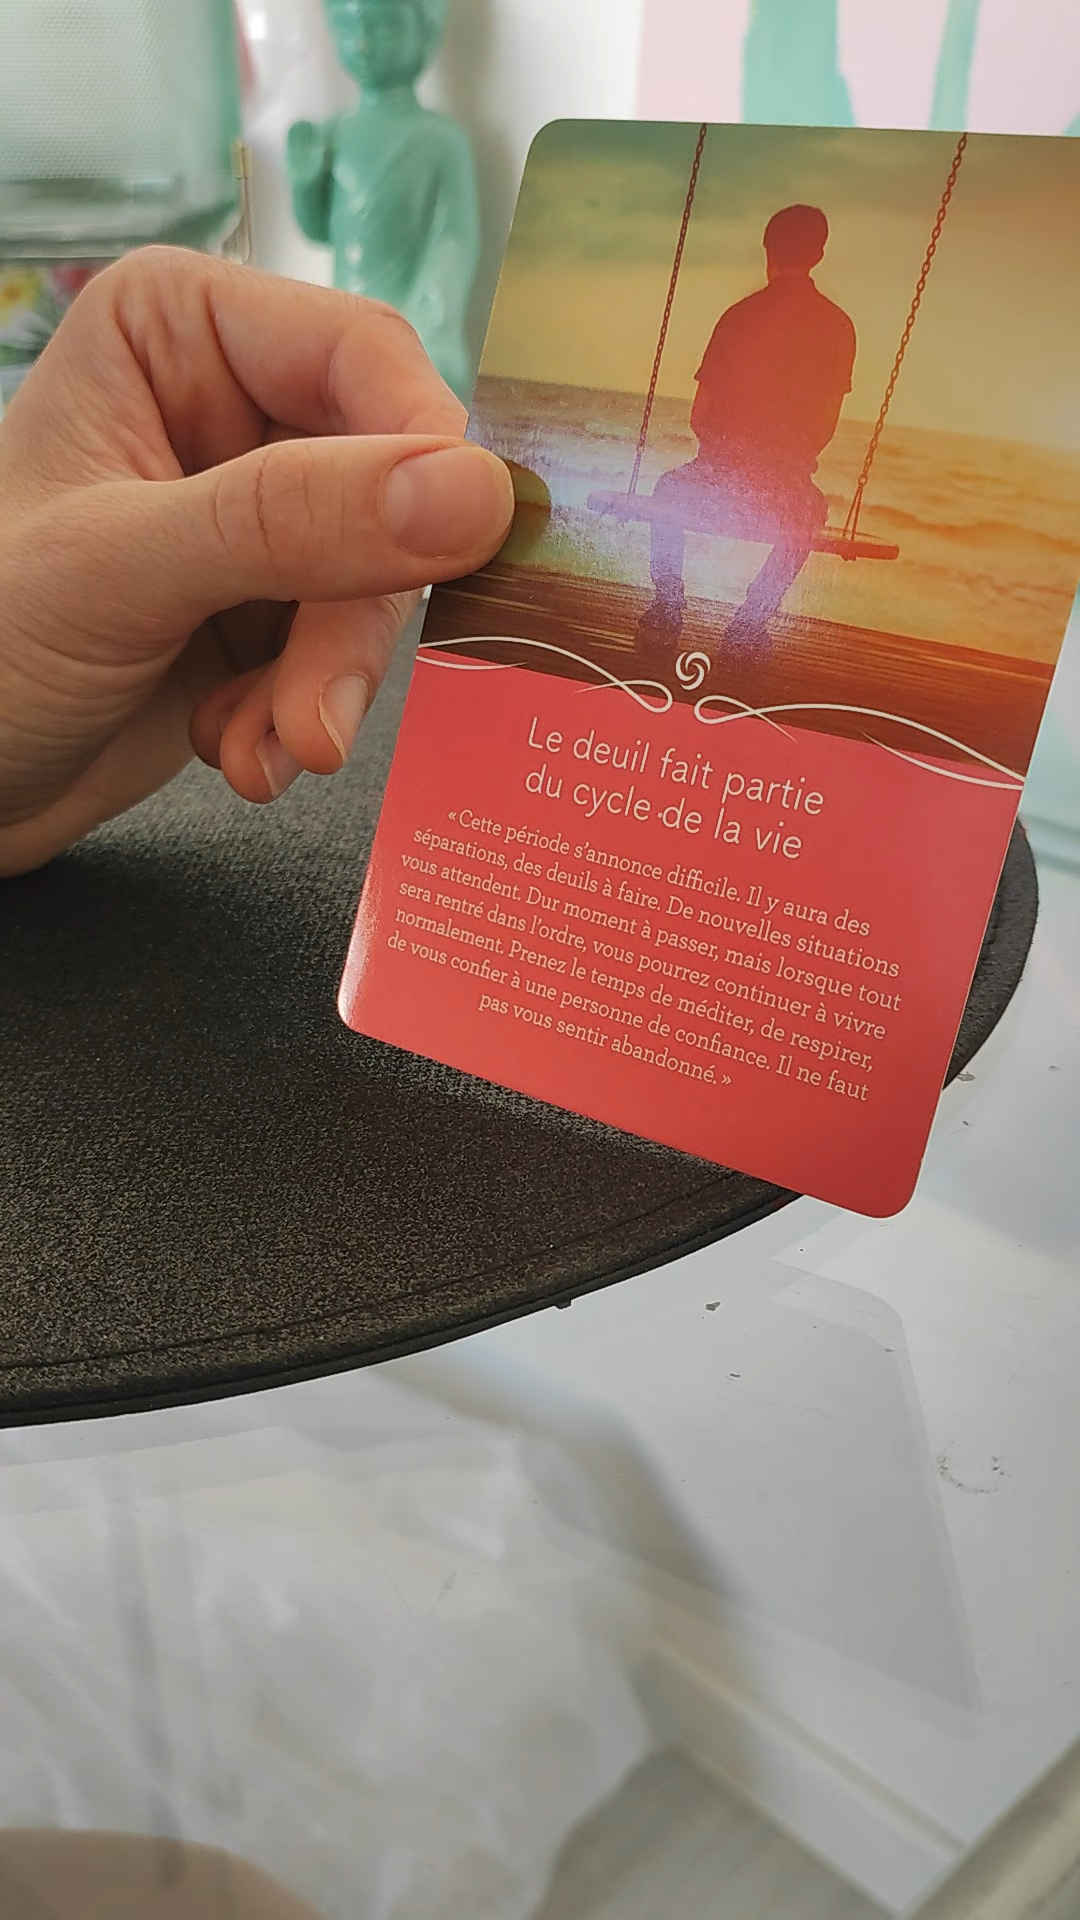 Le deuil fait partie
du cycle de la vie
« Cette période s'annonce difficile. Il y aura des
séparations, des deuils à faire. De nouvelles situations
vous attendent. Dur moment à passer, mais lorsque tout
sera rentré dans l'ordre, vous pourrez continuer à vivre
normalement. Prenez le temps de méditer, de respirer,
de vous confier à une personne de confiance. Il ne faut
pas vous sentir abandonné. »